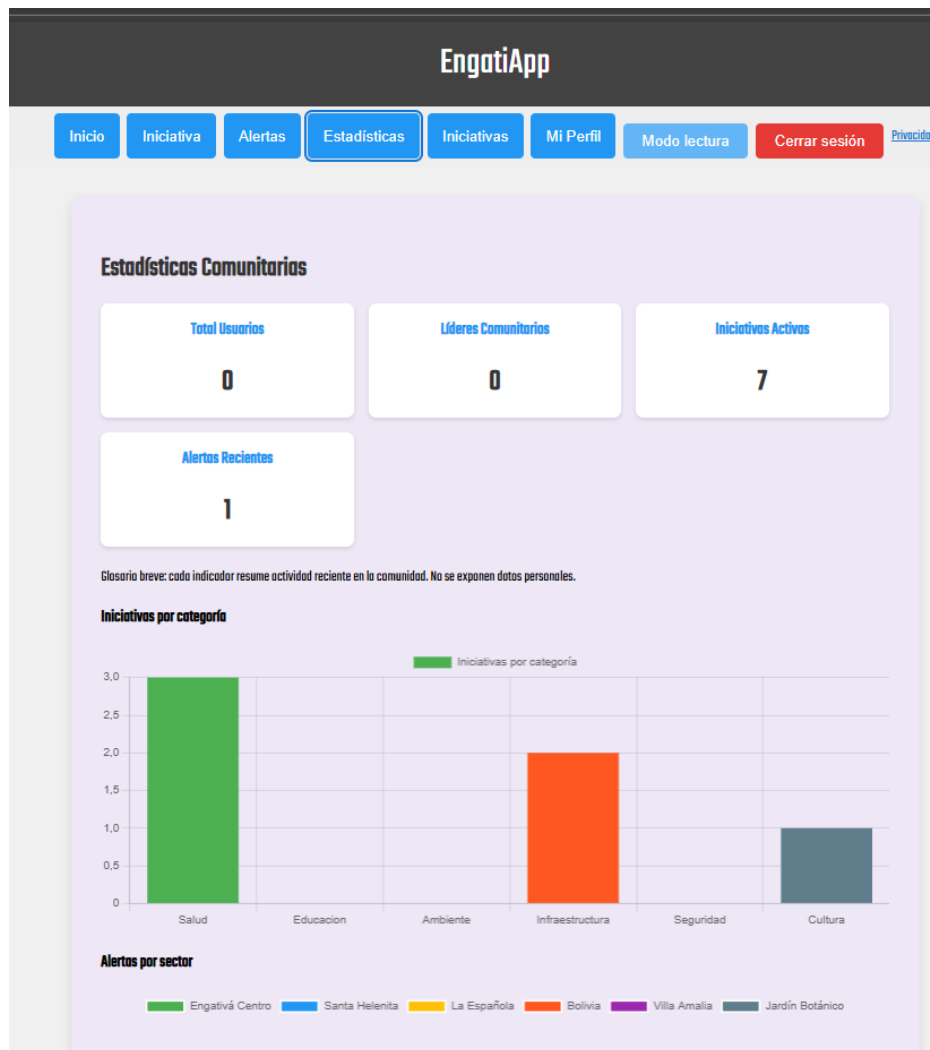 EngatiApp
Inicio Iniciativa Alertas Estadísticas Iniciativas Mi Perfil Modo lectura Cerrar sesión
Estadísticas Comunitarias
Total Usuarios Líderes Comunitarios Iniciativas Activas
0 0 7
Alertas Recientes
1
Glosario breve: cada indicador resume actividad reciente en la comunidad. No se exponen datos personales.
Iniciativas por categoría
Iniciativas por categoría
3,0
2,5
2,0
1,5
1,0
0,5
0
Salud Educacion Ambiente Infraestructura Seguridad Cultura
Alertas por sector
Engativá Centro Santa Helenita La Española Bolivia Villa Amalia Jardín Botánico